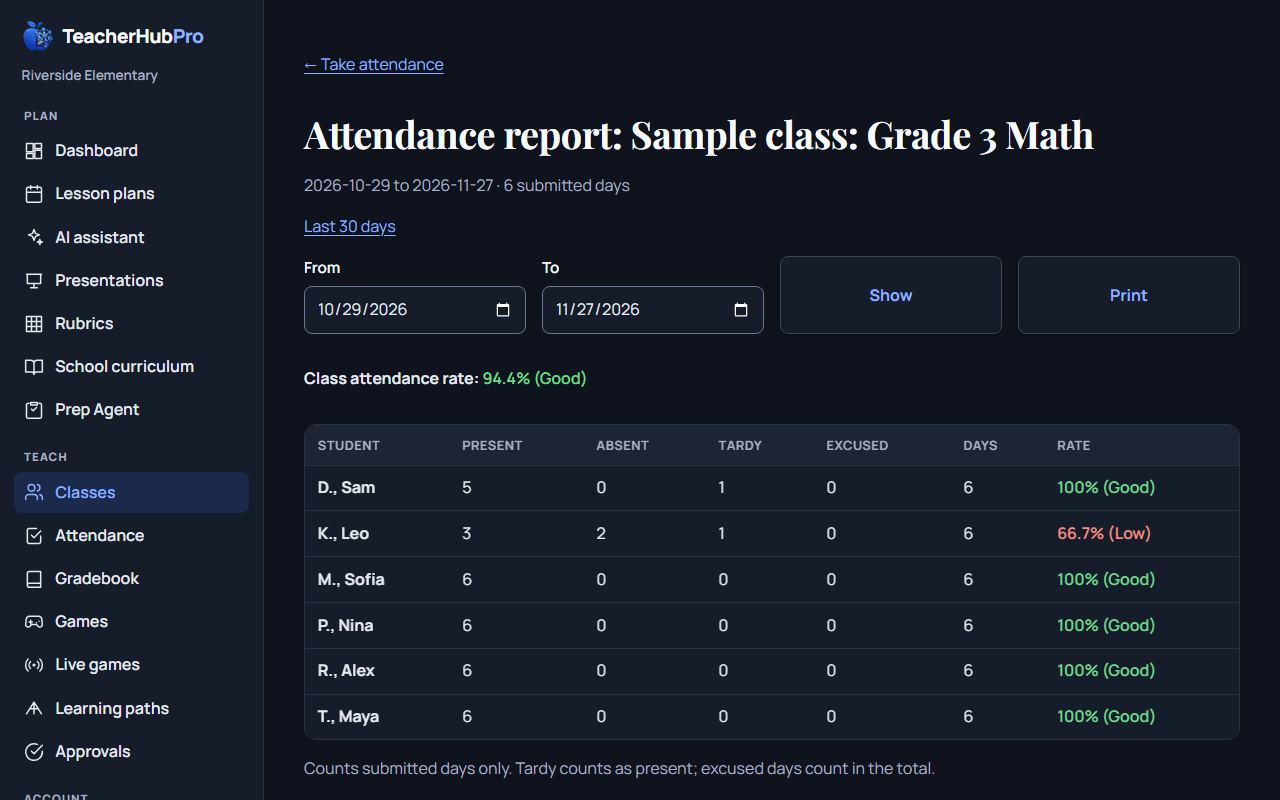 TeacherHubPro
Riverside Elementary
PLAN
Dashboard
Lesson plans
AI assistant
Presentations
Rubrics
School curriculum
Prep Agent
TEACH
Classes
Attendance
Gradebook
Games
Live games
Learning paths
Approvals
ACCOUNT
← Take attendance
Attendance report: Sample class: Grade 3 Math
2026-10-29 to 2026-11-27 · 6 submitted days
Last 30 days
From To
10/29/2026 11/27/2026 Show Print
Class attendance rate: 94.4% (Good)
STUDENT PRESENT ABSENT TARDY EXCUSED DAYS RATE
D., Sam 5 0 1 0 6 100% (Good)
K., Leo 3 2 1 0 6 66.7% (Low)
M., Sofia 6 0 0 0 6 100% (Good)
P., Nina 6 0 0 0 6 100% (Good)
R., Alex 6 0 0 0 6 100% (Good)
T., Maya 6 0 0 0 6 100% (Good)
Counts submitted days only. Tardy counts as present; excused days count in the total.